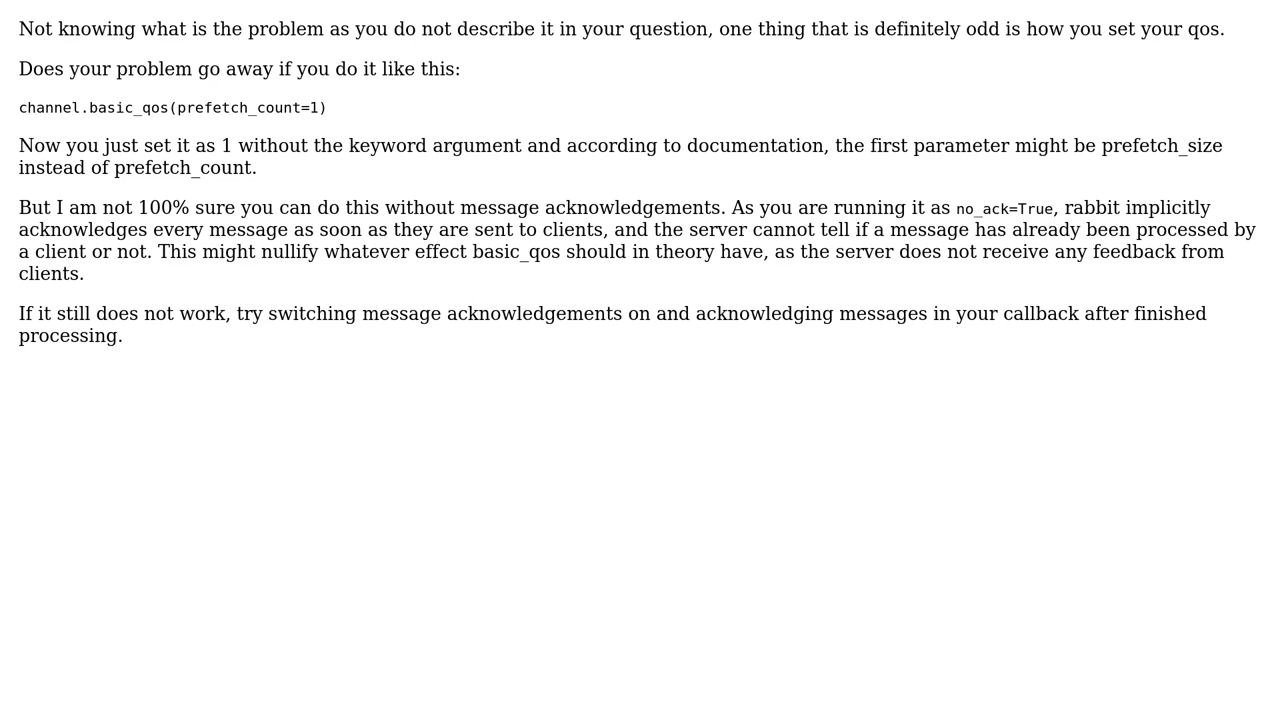 Not knowing what is the problem as you do not describe it in your question, one thing that is definitely odd is how you set your qos.
Does your problem go away if you do it like this:
channel.basic_qos(prefetch_count=1)
Now you just set it as 1 without the keyword argument and according to documentation, the first parameter might be prefetch_size
instead of prefetch_count.
But I am not 100% sure you can do this without message acknowledgements. As you are running it as no_ack=True, rabbit implicitly
acknowledges every message as soon as they are sent to clients, and the server cannot tell if a message has already been processed by
a client or not. This might nullify whatever effect basic_qos should in theory have, as the server does not receive any feedback from
clients.
If it still does not work, try switching message acknowledgements on and acknowledging messages in your callback after finished
processing.